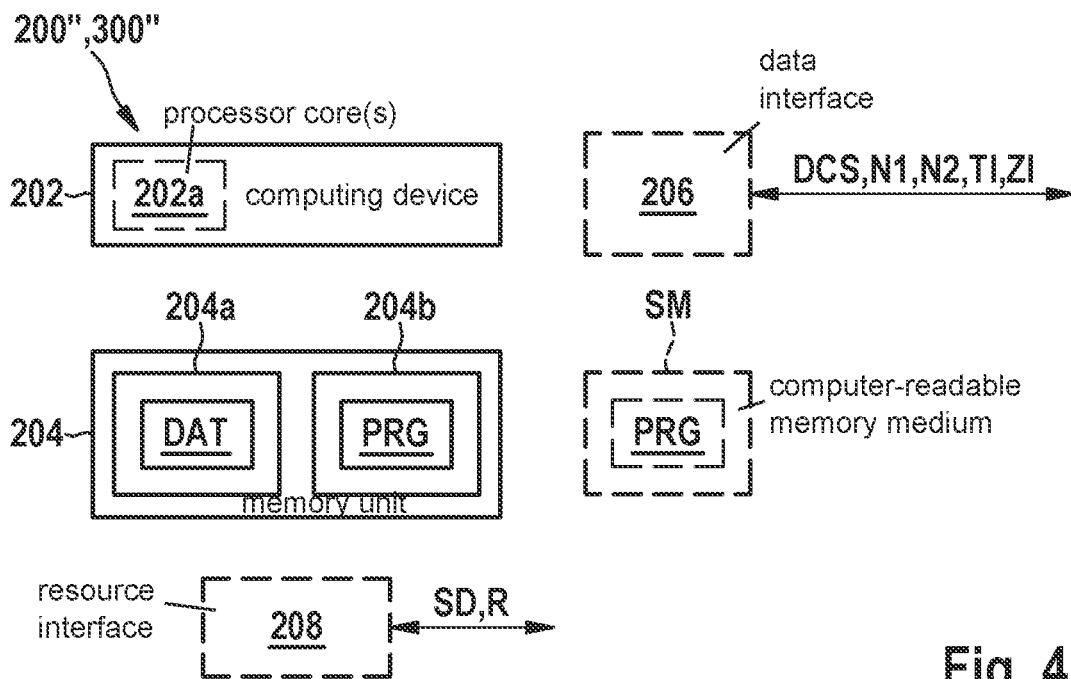 200",300"
processor core(s)
202
202a
computing device
data
interface
206
DCS,N1,N2,TI,ZI
204a
204b
204
DAT
PRG
memory unit
SM
PRG
computer-readable
memory medium
resource
interface
208
SD,R
Fig. 4